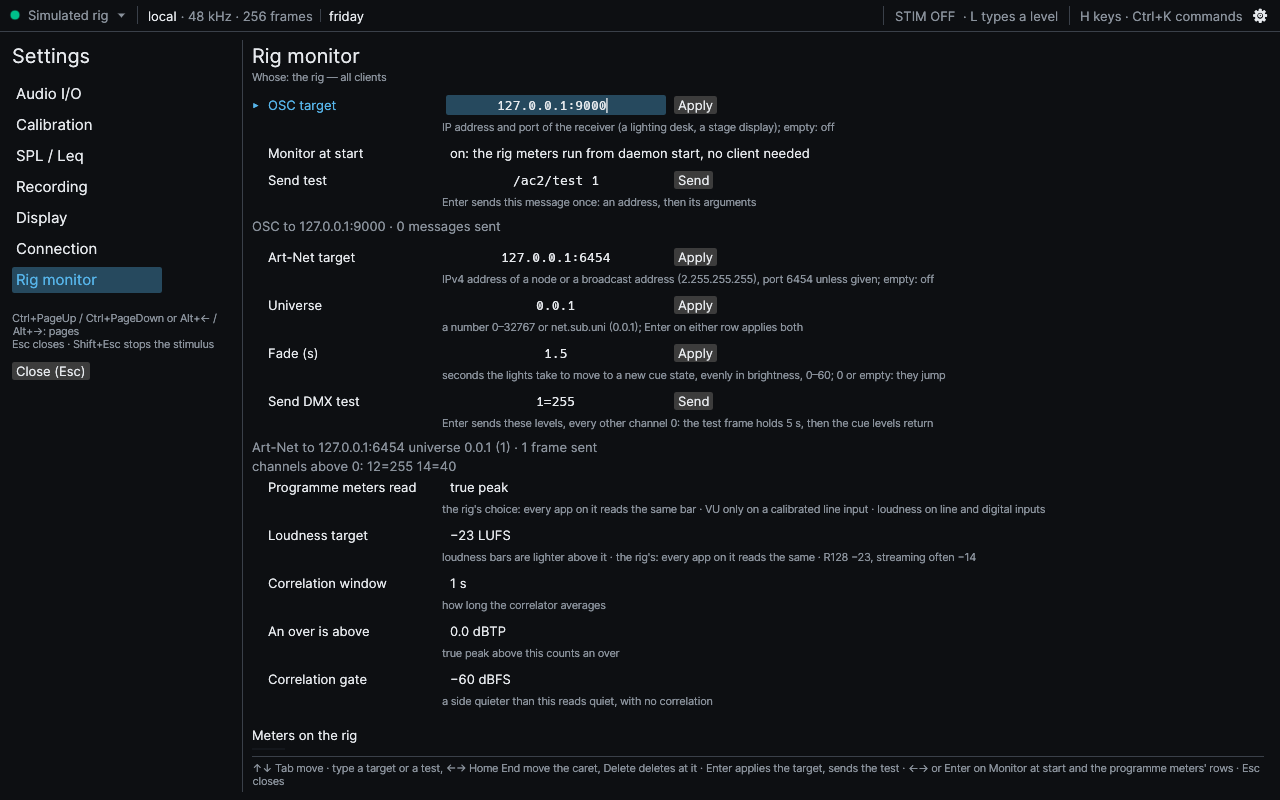 Simulated rig local · 48 kHz · 256 frames friday STIM OFF · L types a level H keys · Ctrl+K commands
Settings
Audio I/O
Calibration
SPL / Leq
Recording
Display
Connection
Rig monitor
Ctrl+PageUp / Ctrl+PageDown or Alt+← /
Alt+→: pages
Esc closes · Shift+Esc stops the stimulus
Close (Esc)
Rig monitor
Whose: the rig — all clients
▸ OSC target 127.0.0.1:9000 Apply
IP address and port of the receiver (a lighting desk, a stage display); empty: off
Monitor at start on: the rig meters run from daemon start, no client needed
Send test /ac2/test 1 Send
Enter sends this message once: an address, then its arguments
OSC to 127.0.0.1:9000 · 0 messages sent
Art-Net target 127.0.0.1:6454 Apply
IPv4 address of a node or a broadcast address (2.255.255.255), port 6454 unless given; empty: off
Universe 0.0.1 Apply
a number 0–32767 or net.sub.uni (0.0.1); Enter on either row applies both
Fade (s) 1.5 Apply
seconds the lights take to move to a new cue state, evenly in brightness, 0–60; 0 or empty: they jump
Send DMX test 1=255 Send
Enter sends these levels, every other channel 0: the test frame holds 5 s, then the cue levels return
Art-Net to 127.0.0.1:6454 universe 0.0.1 (1) · 1 frame sent
channels above 0: 12=255 14=40
Programme meters read true peak
the rig's choice: every app on it reads the same bar · VU only on a calibrated line input · loudness on line and digital inputs
Loudness target −23 LUFS
loudness bars are lighter above it · the rig's: every app on it reads the same · R128 −23, streaming often −14
Correlation window 1 s
how long the correlator averages
An over is above 0.0 dBTP
true peak above this counts an over
Correlation gate −60 dBFS
a side quieter than this reads quiet, with no correlation
Meters on the rig
↑↓ Tab move · type a target or a test, ←→ Home End move the caret, Delete deletes at it · Enter applies the target, sends the test · ←→ or Enter on Monitor at start and the programme meters' rows · Esc
closes